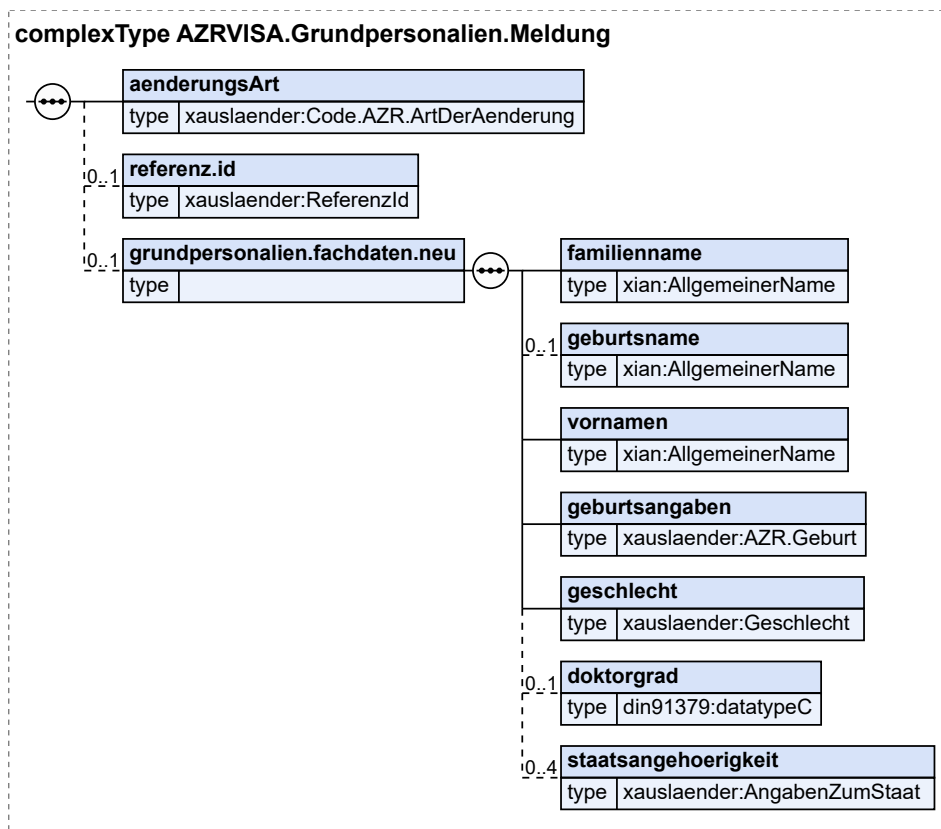 complexType AZRVISA.Grundpersonalien.Meldung
aenderungsArt
type xauslaender:Code.AZR.ArtDerAenderung
0..1 referenz.id
type xauslaender:ReferenzId
0..1 grundpersonalien.fachdaten.neu
type
familienname
type xian:AllgemeinerName
0..1 geburtsname
type xian:AllgemeinerName
vornamen
type xian:AllgemeinerName
geburtsangaben
type xauslaender:AZR.Geburt
geschlecht
type xauslaender:Geschlecht
0..1 doktorgrad
type din91379:datatypeC
0..4 staatsangehoerigkeit
type xauslaender:AngabenZumStaat